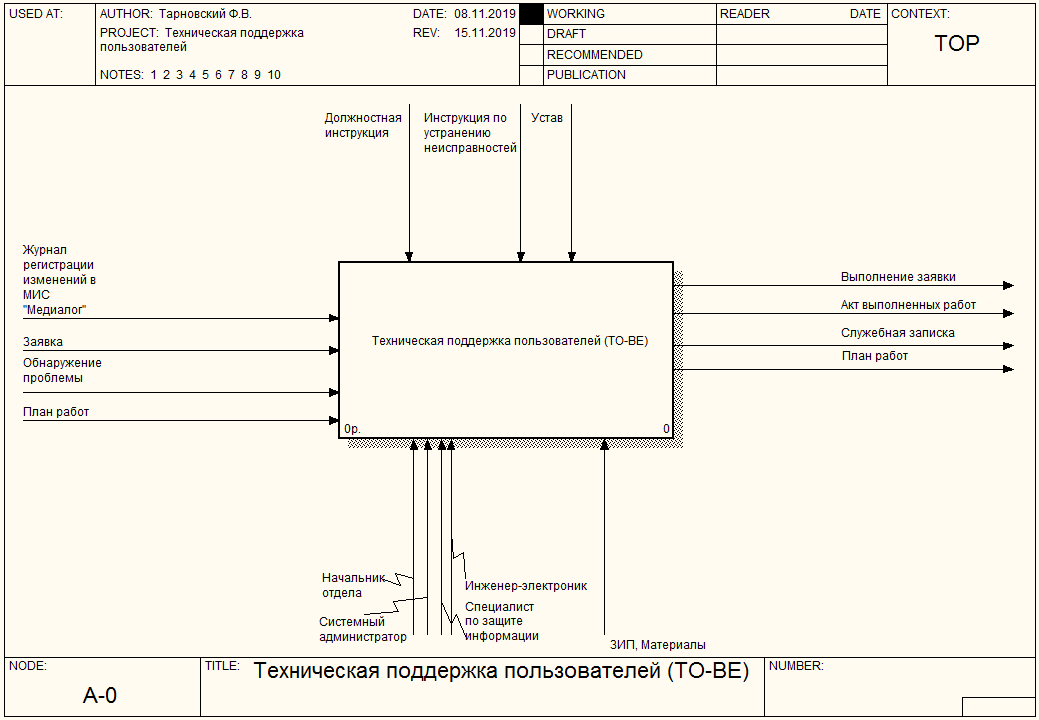 USED AT:
AUTHOR: Тарновский Ф.В.
DATE: 08.11.2019
WORKING
READER
DATE
CONTEXT:
PROJECT: Техническая поддержка
пользователей
REV: 15.11.2019
DRAFT
RECOMMENDED
TOP
NOTES: 1 2 3 4 5 6 7 8 9 10
PUBLICATION
Должностная
инструкция
Инструкция по
устранению
неисправностей
Устав
Журнал
регистрации
изменений в
МИС
"Медиалог"
Заявка
Обнаружение
проблемы
План работ
Техническая поддержка пользователей (TO-BE)
0р.
0
Выполнение заявки
Акт выполненных работ
Служебная записка
План работ
Начальник
отдела
Системный
администратор
Инженер-электроник
Специалист
по защите
информации
ЗИП, Материалы
NODE:
A-0
TITLE:
Техническая поддержка пользователей (TO-BE)
NUMBER: